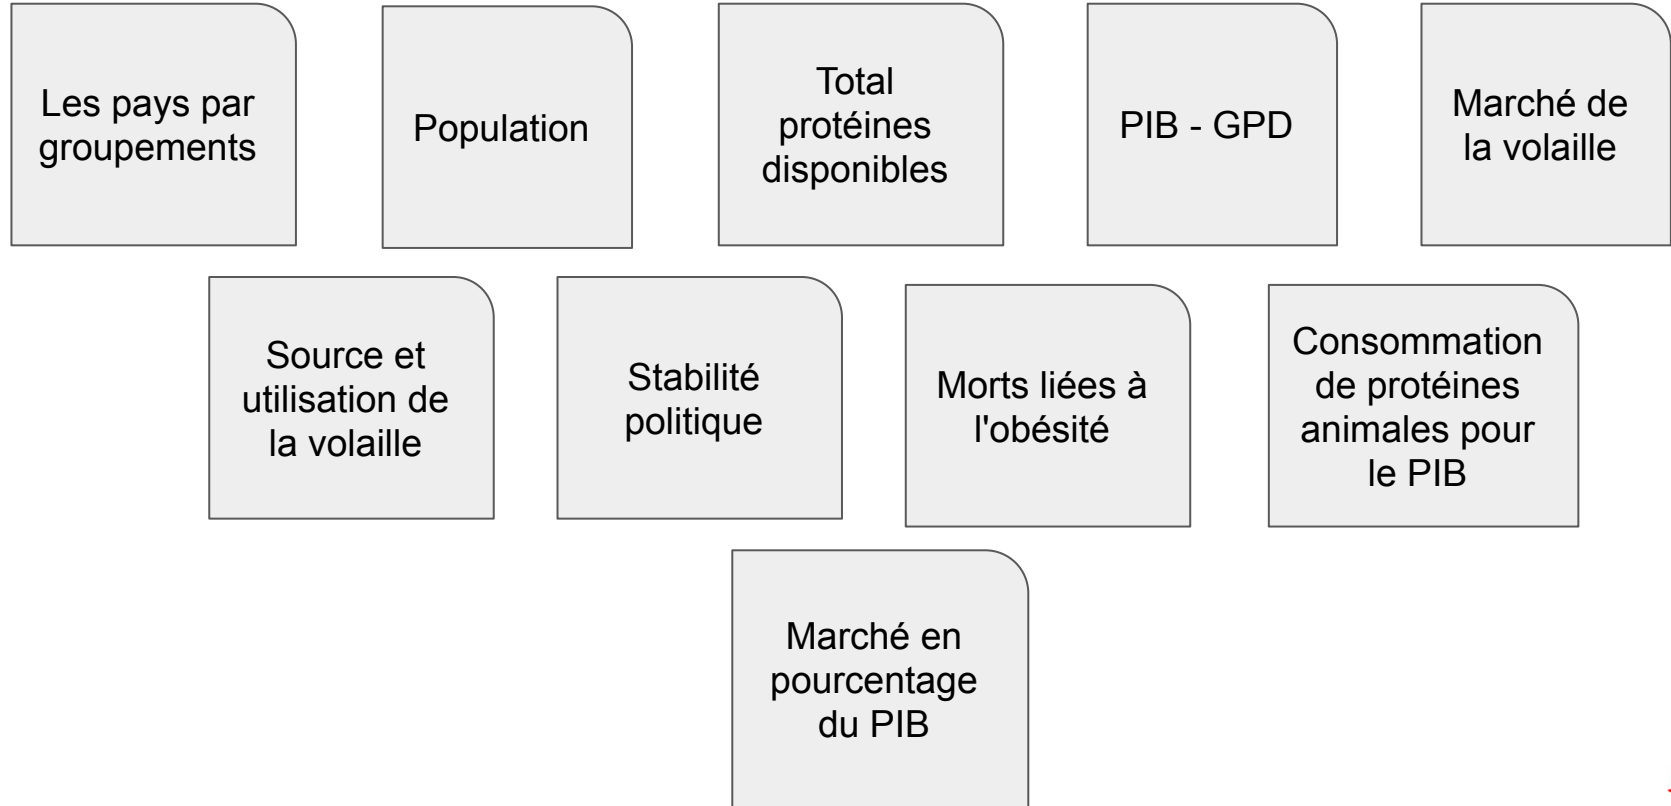 Les pays par
groupements
Population
Total
protéines
disponibles
PIB - GPD
Marché de
la volaille
Source et
utilisation de
la volaille
Stabilité
politique
Morts liées à
l'obésité
Consommation
de protéines
animales pour
le PIB
Marché en
pourcentage
du PIB